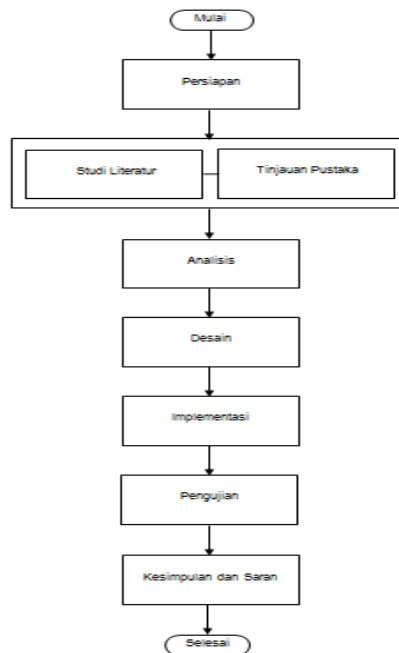 Mulai
Persiapan
Studi Literatur
Tinjauan Pustaka
Analisis
Desain
Implementasi
Pengujian
Kesimpulan dan Saran
Selesai